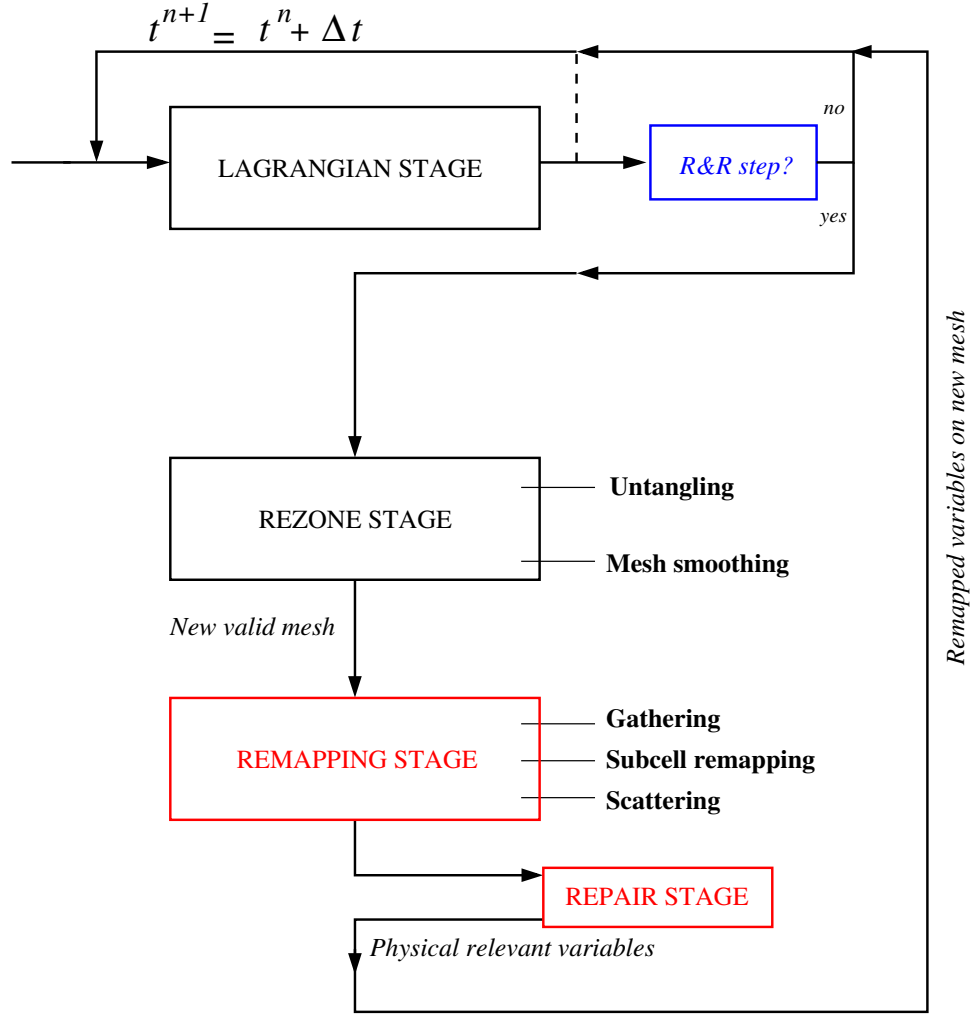 t^{n+1} = t^n + Δt
no
LAGRANGIAN STAGE
R&R step?
yes
Remapped variables on new mesh
Untangling
REZONE STAGE
Mesh smoothing
New valid mesh
Gathering
REMAPPING STAGE
Subcell remapping
Scattering
REPAIR STAGE
Physical relevant variables